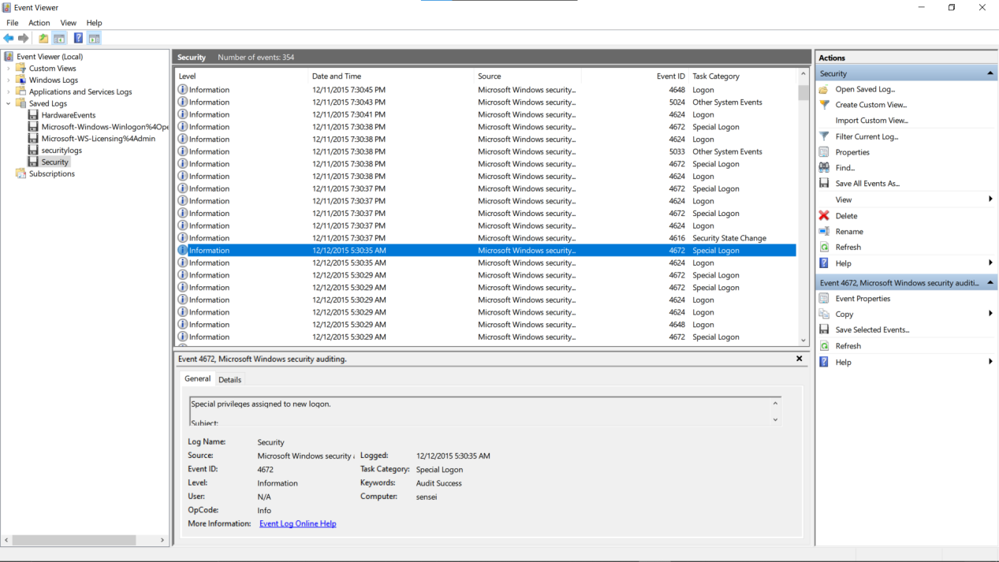 Event Viewer
File Action View Help
Event Viewer (Local)
Custom Views
Windows Logs
Applications and Services Logs
Saved Logs
HardwareEvents
Microsoft-Windows-Winlogon%4Ope
Microsoft-WS-Licensing%4Admin
securitylogs
Security
Subscriptions
Security Number of events: 354
Level Date and Time Source Event ID Task Category
Information 12/11/2015 7:30:45 PM Microsoft Windows security... 4648 Logon
Information 12/11/2015 7:30:43 PM Microsoft Windows security... 5024 Other System Events
Information 12/11/2015 7:30:41 PM Microsoft Windows security... 4624 Logon
Information 12/11/2015 7:30:38 PM Microsoft Windows security... 4672 Special Logon
Information 12/11/2015 7:30:38 PM Microsoft Windows security... 4624 Logon
Information 12/11/2015 7:30:38 PM Microsoft Windows security... 5033 Other System Events
Information 12/11/2015 7:30:38 PM Microsoft Windows security... 4672 Special Logon
Information 12/11/2015 7:30:38 PM Microsoft Windows security... 4624 Logon
Information 12/11/2015 7:30:37 PM Microsoft Windows security... 4672 Special Logon
Information 12/11/2015 7:30:37 PM Microsoft Windows security... 4624 Logon
Information 12/11/2015 7:30:37 PM Microsoft Windows security... 4672 Special Logon
Information 12/11/2015 7:30:37 PM Microsoft Windows security... 4624 Logon
Information 12/11/2015 7:30:37 PM Microsoft Windows security... 4616 Security State Change
Information 12/12/2015 5:30:35 AM Microsoft Windows security... 4672 Special Logon
Information 12/12/2015 5:30:35 AM Microsoft Windows security... 4624 Logon
Information 12/12/2015 5:30:29 AM Microsoft Windows security... 4672 Special Logon
Information 12/12/2015 5:30:29 AM Microsoft Windows security... 4672 Special Logon
Information 12/12/2015 5:30:29 AM Microsoft Windows security... 4624 Logon
Information 12/12/2015 5:30:29 AM Microsoft Windows security... 4624 Logon
Information 12/12/2015 5:30:29 AM Microsoft Windows security... 4648 Logon
Information 12/12/2015 5:30:29 AM Microsoft Windows security... 4672 Special Logon
Event 4672, Microsoft Windows security auditing.
General Details
Special privileges assigned to new logon.
Subject:
Log Name: Security
Source: Microsoft Windows security a Logged: 12/12/2015 5:30:35 AM
Event ID: 4672 Task Category: Special Logon
Level: Information Keywords: Audit Success
User: N/A Computer: sensei
OpCode: Info
More Information: Event Log Online Help
Actions
Security
Open Saved Log...
Create Custom View...
Import Custom View...
Filter Current Log...
Properties
Find...
Save All Events As...
View
Delete
Rename
Refresh
Help
Event 4672, Microsoft Windows security auditi...
Event Properties
Copy
Save Selected Events...
Refresh
Help